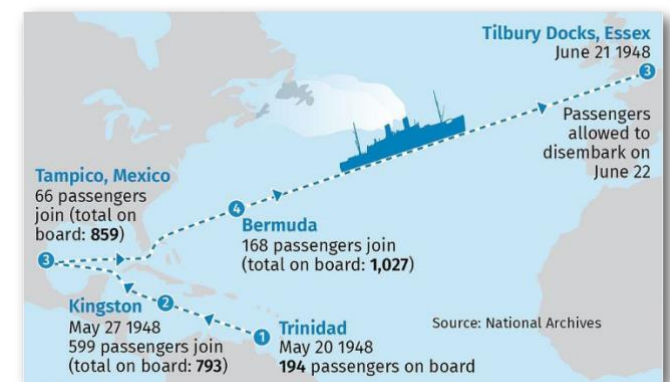 Tilbury Docks, Essex
June 21 1948
3
Passengers
allowed to
disembark on
June 22
Tampico, Mexico
66 passengers
join (total on
board: 859)
3
4
Bermuda
168 passengers join
(total on board: 1,027)
Kingston
2
May 27 1948
599 passengers join
(total on board: 793)
1
Trinidad
May 20 1948
194 passengers on board
Source: National Archives